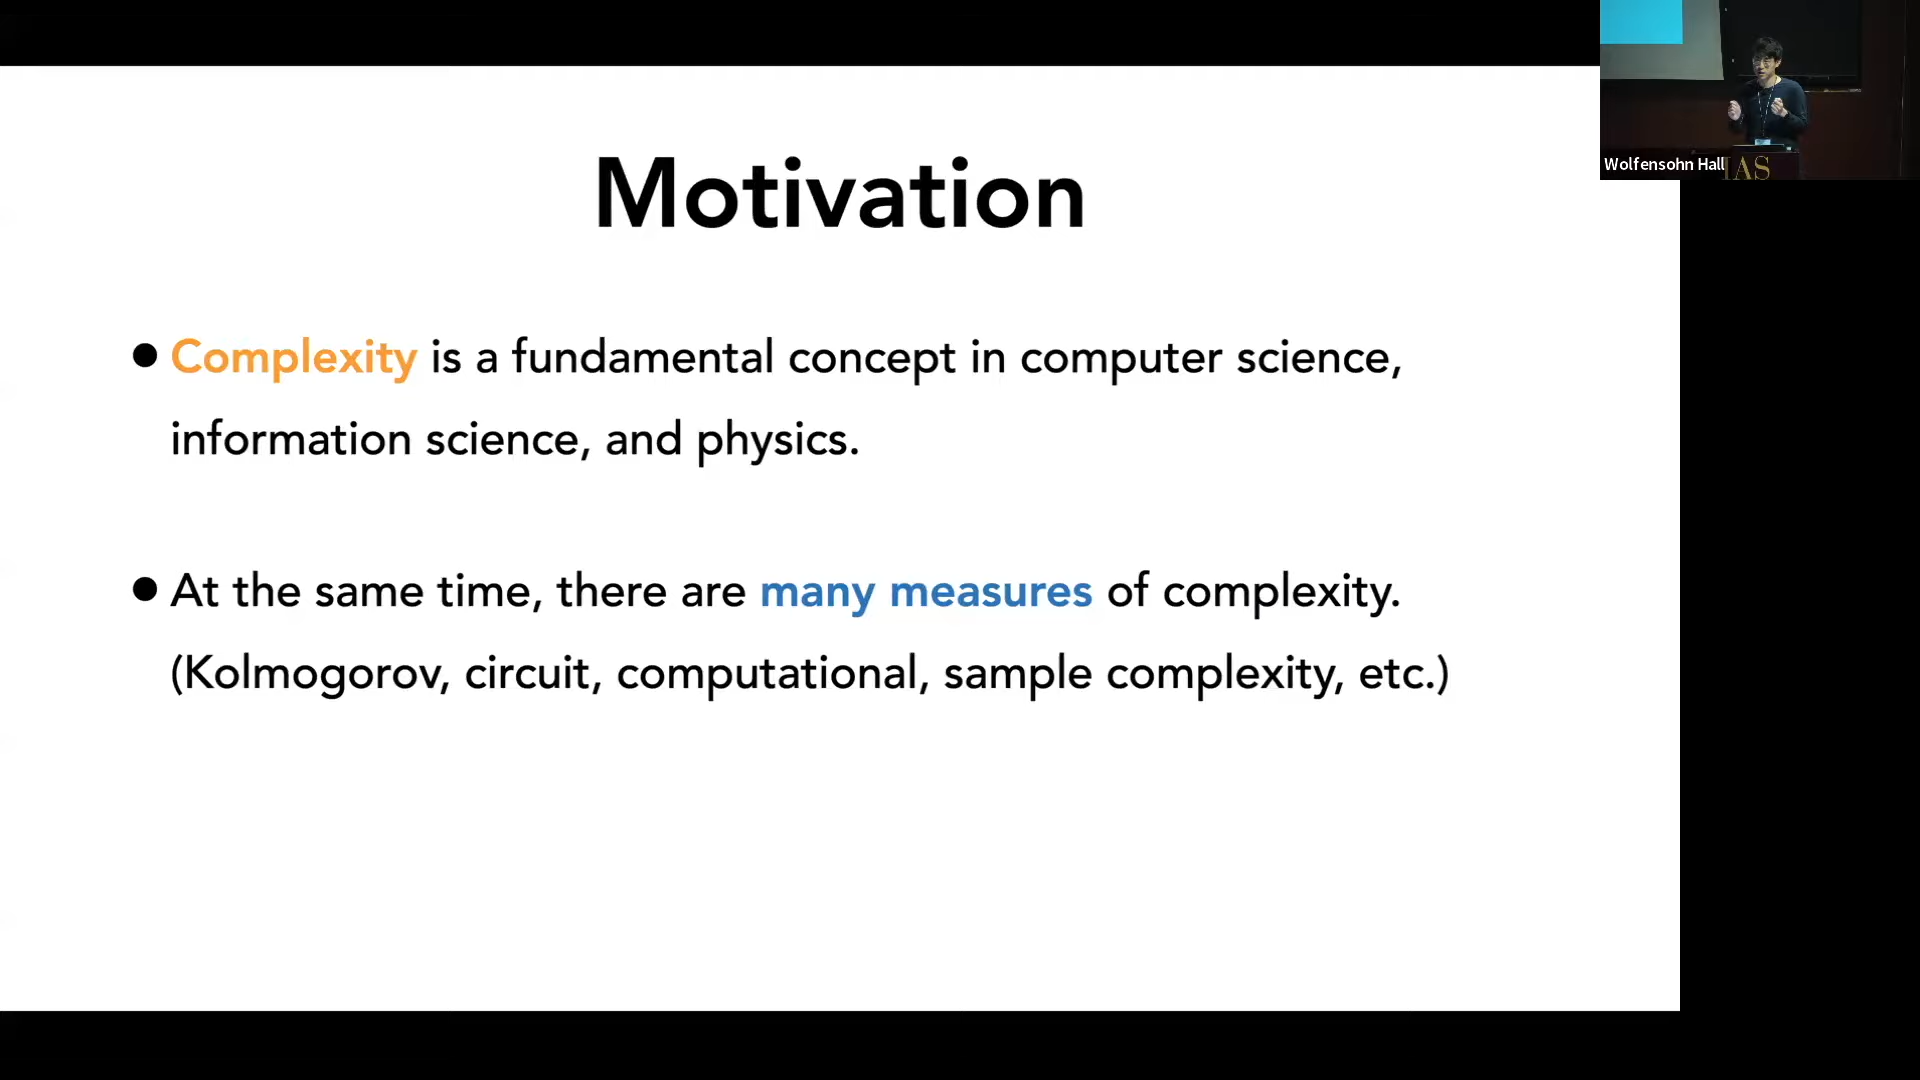 Motivation
● Complexity is a fundamental concept in computer science,
information science, and physics.
● At the same time, there are many measures of complexity.
(Kolmogorov, circuit, computational, sample complexity, etc.)
Wolfensohn Hall
IAS